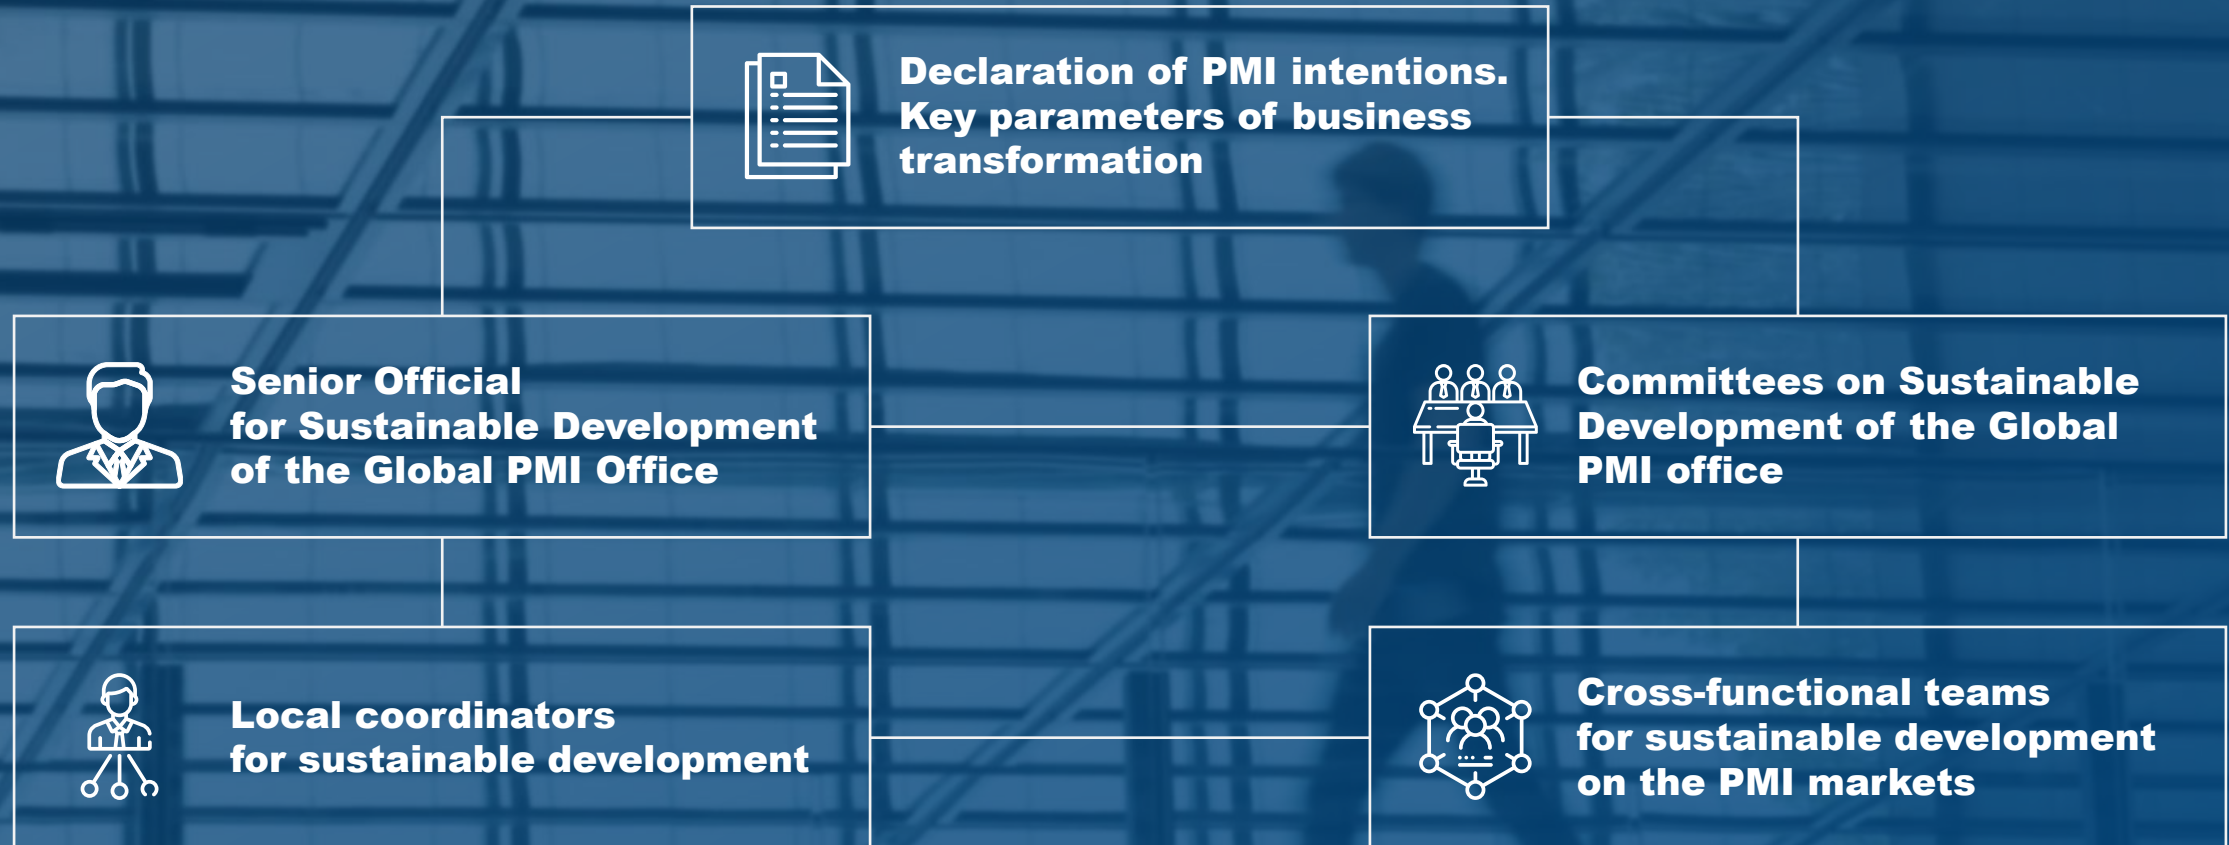 Declaration of PMI intentions.
Key parameters of business
transformation
Senior Official
for Sustainable Development
of the Global PMI Office
Committees on Sustainable
Development of the Global
PMI office
Local coordinators
for sustainable development
Cross-functional teams
for sustainable development
on the PMI markets